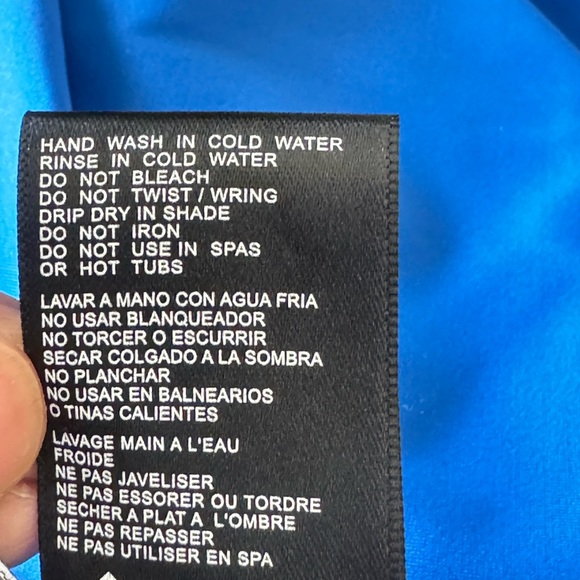 HAND WASH IN COLD WATER
RINSE IN COLD WATER
DO NOT BLEACH
DO NOT TWIST / WRING
DRIP DRY IN SHADE
DO NOT IRON
DO NOT USE IN SPAS
OR HOT TUBS
LAVAR A MANO CON AGUA FRIA
NO USAR BLANQUEADOR
NO TORCER O ESCURRIR
SECAR COLGADO A LA SOMBRA
NO PLANCHAR
NO USAR EN BALNEARIOS
O TINAS CALIENTES
LAVAGE MAIN A L'EAU
FROIDE
NE PAS JAVELISER
NE PAS ESSORER OU TORDRE
SECHER A PLAT A L'OMBRE
NE PAS REPASSER
NE PAS UTILISER EN SPA